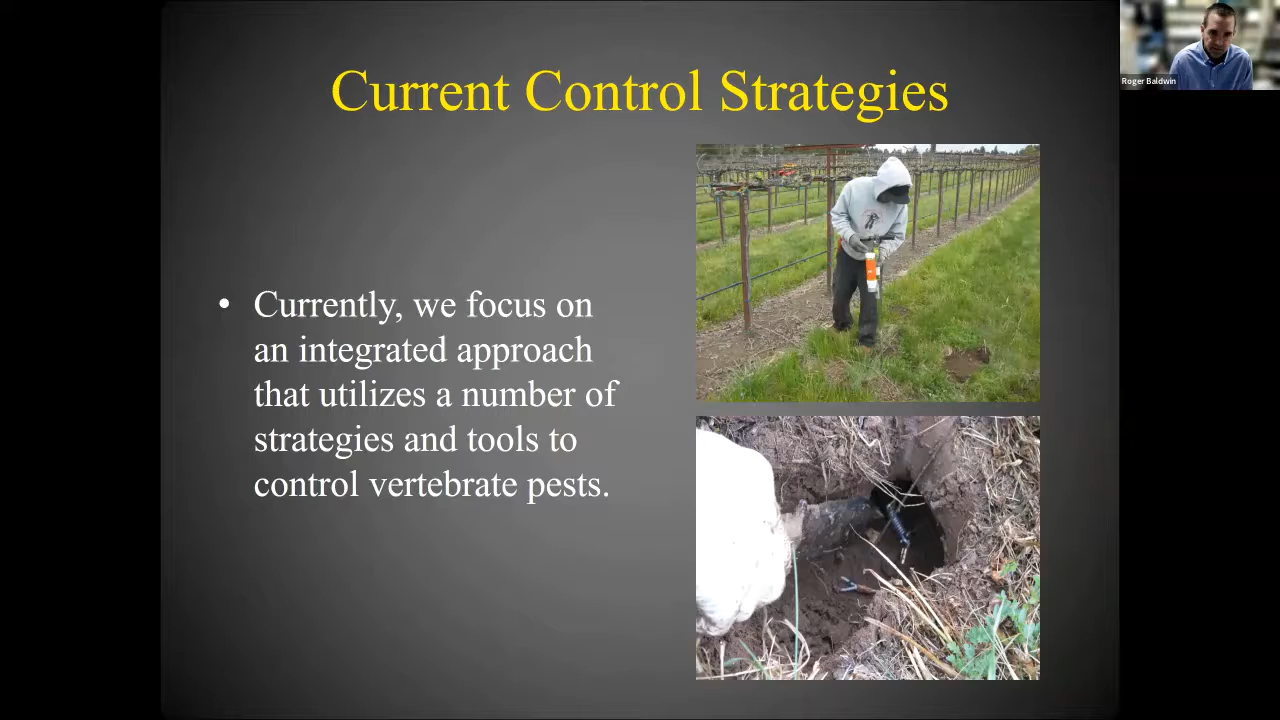 Current Control Strategies
Roger Baldwin
• Currently, we focus on
an integrated approach
that utilizes a number of
strategies and tools to
control vertebrate pests.